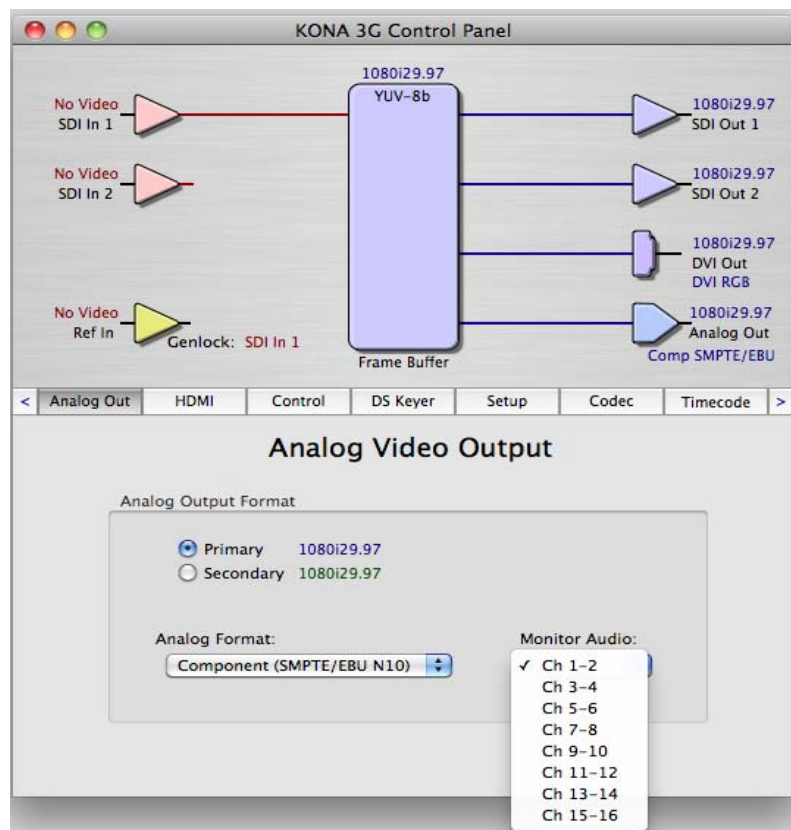 KONA 3G Control Panel
1080i29.97
YUV-8b
No Video
SDI In 1
1080i29.97
SDI Out 1
No Video
SDI In 2
1080i29.97
SDI Out 2
1080i29.97
DVI Out
DVI RGB
No Video
Ref In
Genlock: SDI In 1
1080i29.97
Analog Out
Comp SMPTE/EBU
Frame Buffer
< Analog Out HDMI Control DS Keyer Setup Codec Timecode >
Analog Video Output
Analog Output Format
Primary 1080i29.97
Secondary 1080i29.97
Analog Format:
Component (SMPTE/EBU N10)
Monitor Audio:
✓ Ch 1-2
Ch 3-4
Ch 5-6
Ch 7-8
Ch 9-10
Ch 11-12
Ch 13-14
Ch 15-16